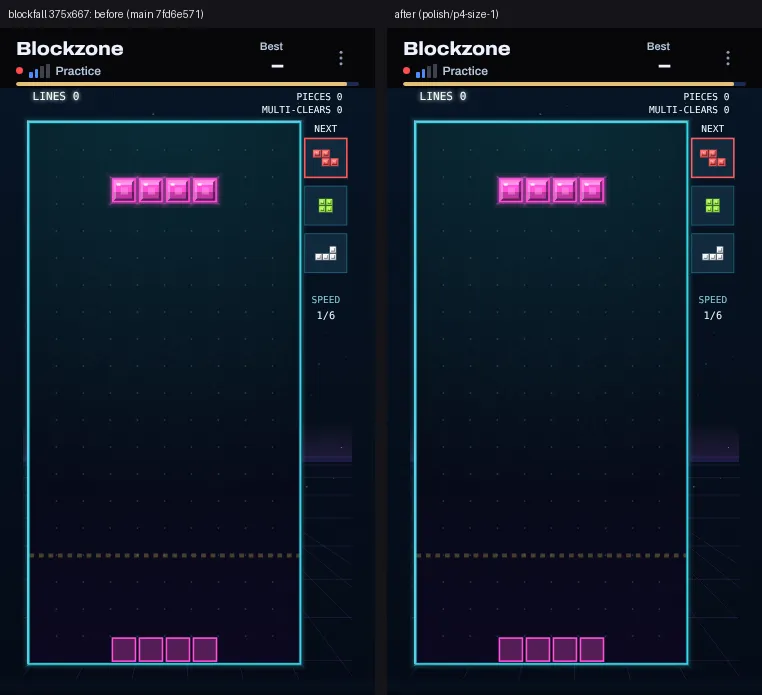 blockfall 375x667: before (main 7fd6e571)
Blockzone
Best
—
Practice
LINES 0
PIECES 0
MULTI-CLEARS 0
NEXT
SPEED
1/6
after (polish/p4-size-1)
Blockzone
Best
—
Practice
LINES 0
PIECES 0
MULTI-CLEARS 0
NEXT
SPEED
1/6